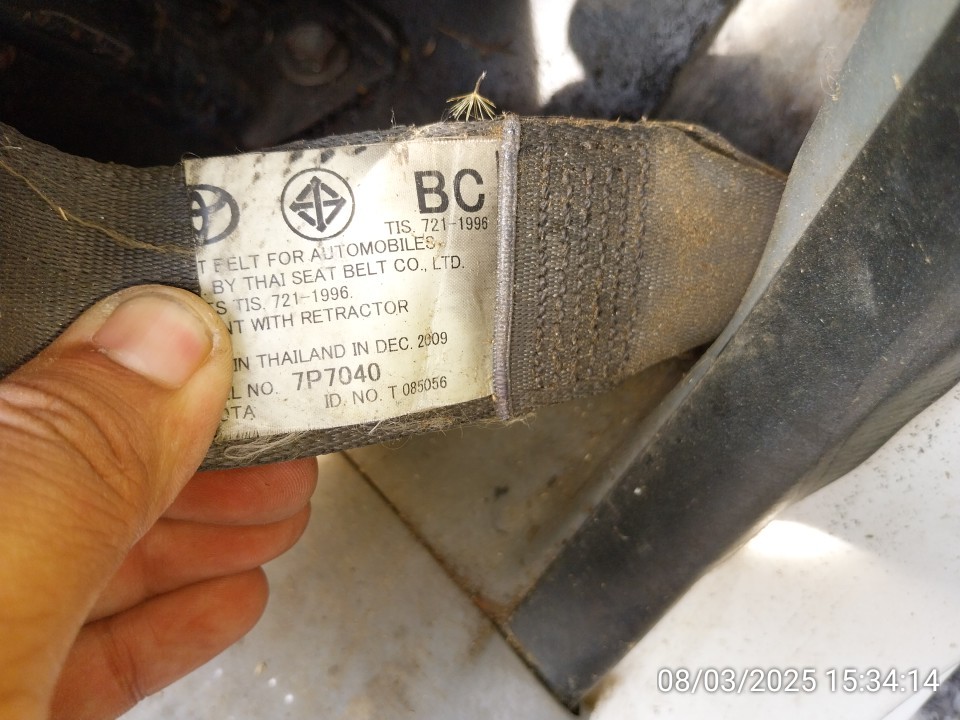 BC
TIS. 721-1996
T BELT FOR AUTOMOBILES
BY THAI SEAT BELT CO., LTD.
S TIS. 721-1996.
NT WITH RETRACTOR
IN THAILAND IN DEC. 2009
L NO. 7P7040
OTA ID. NO. T 085056
08/03/2025 15:34:14